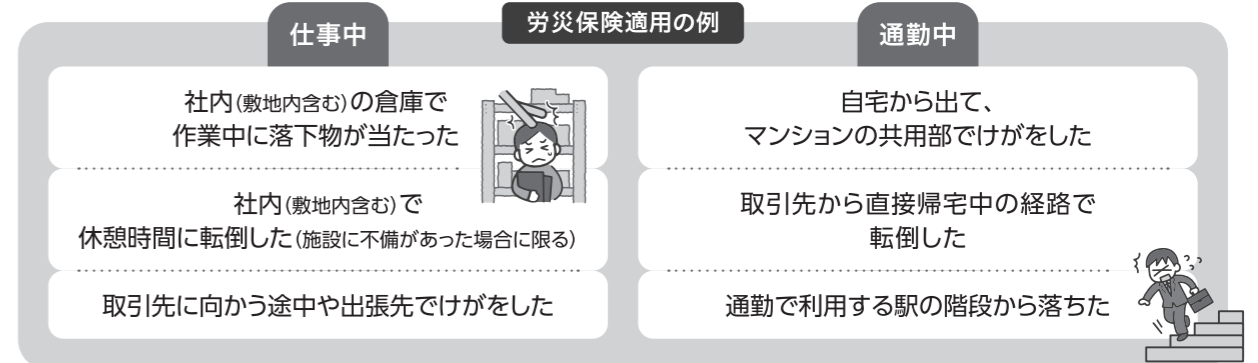 労災保険適用の例
仕事中
社内(敷地内含む)の倉庫で
作業中に落下物が当たった
社内(敷地内含む)で
休憩時間に転倒した(施設に不備があった場合に限る)
取引先に向かう途中や出張先でけがをした
通勤中
自宅から出て、
マンションの共用部でけがをした
取引先から直接帰宅中の経路で
転倒した
通勤で利用する駅の階段から落ちた